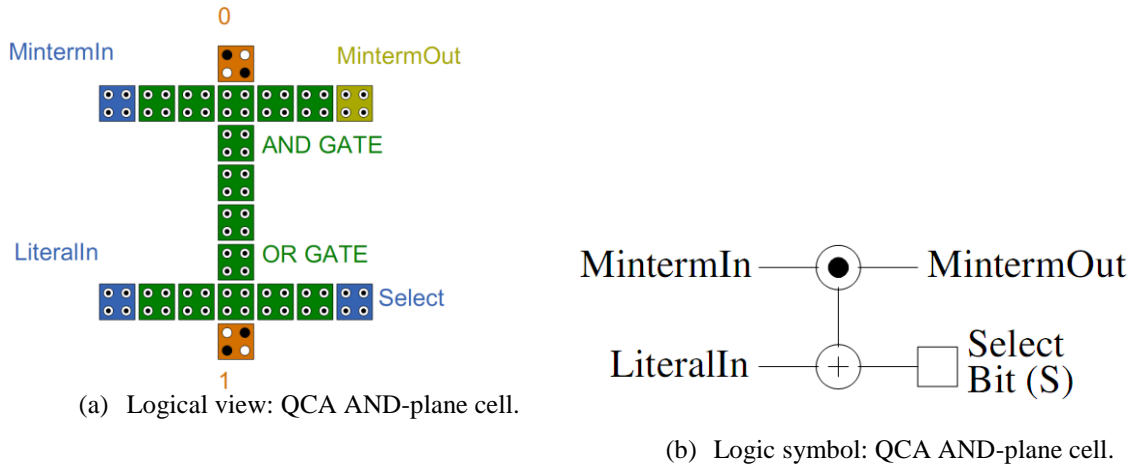 0
MintermIn
MintermOut
AND GATE
LiteralIn
OR GATE
Select
1
(a) Logical view: QCA AND-plane cell.
MintermIn
MintermOut
LiteralIn
Select
Bit (S)
(b) Logic symbol: QCA AND-plane cell.